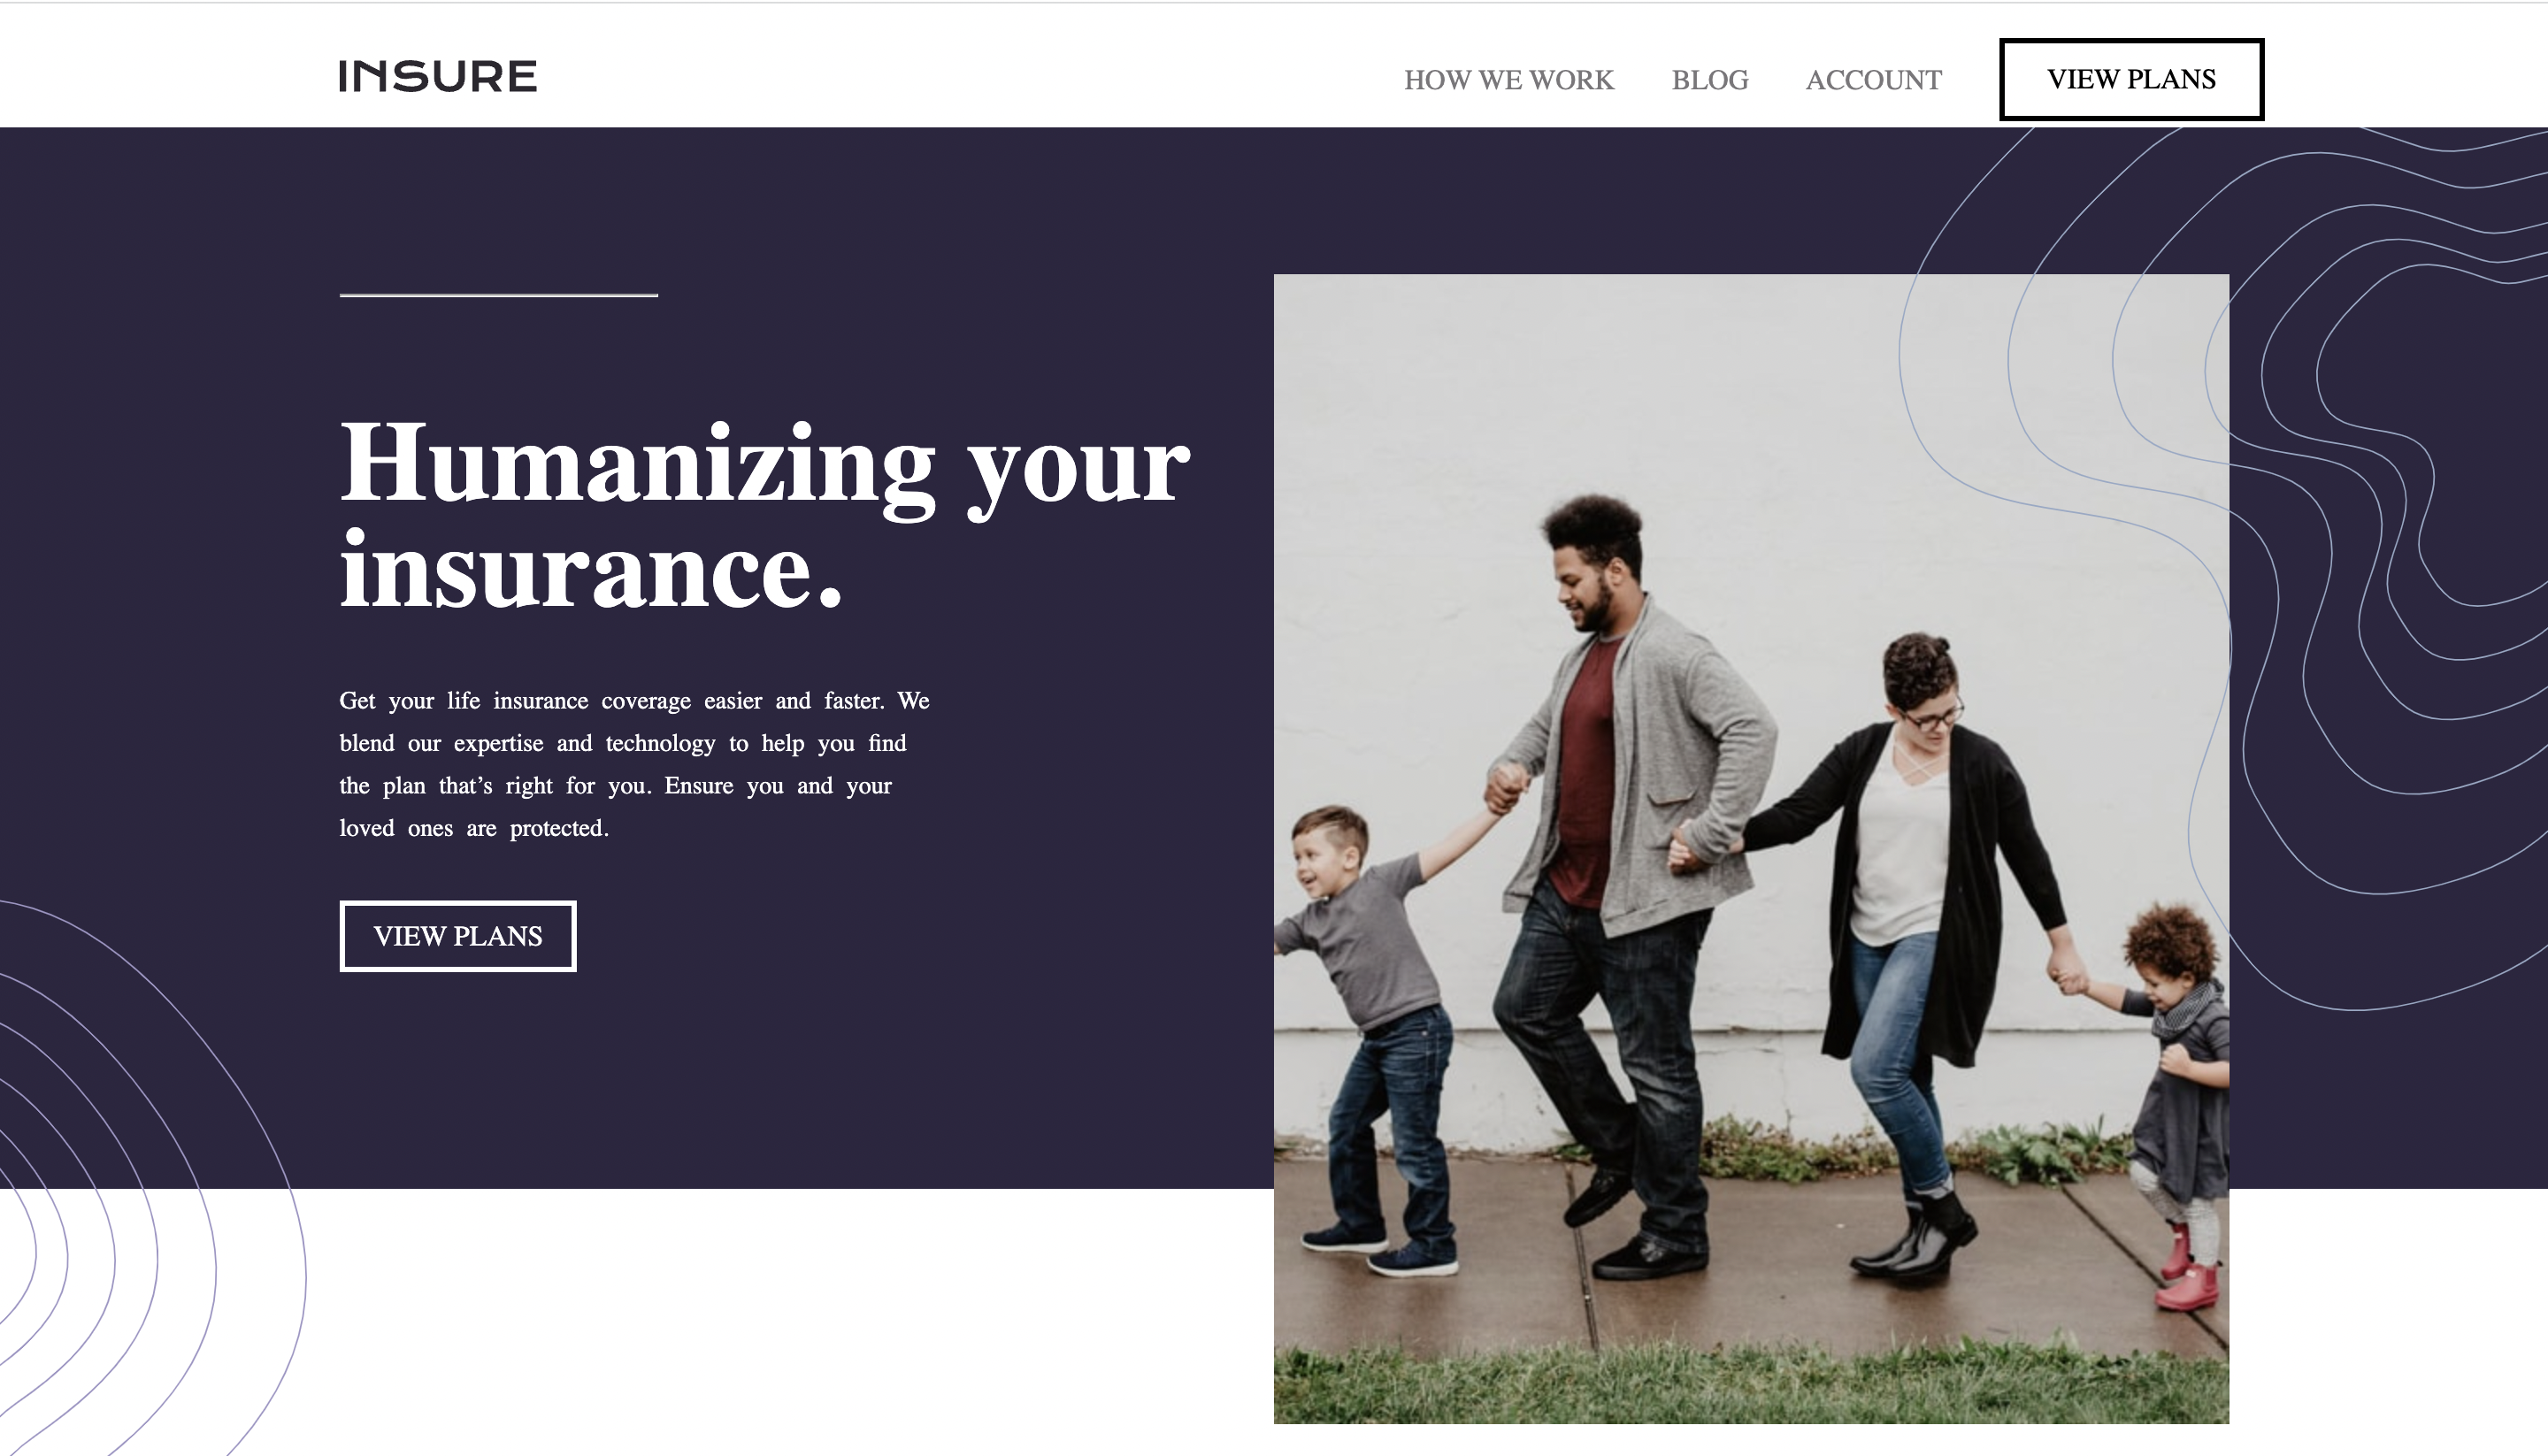 INSURE
HOW WE WORK
BLOG
ACCOUNT
VIEW PLANS
Humanizing your
insurance.
Get your life insurance coverage easier and faster. We
blend our expertise and technology to help you find
the plan that’s right for you. Ensure you and your
loved ones are protected.
VIEW PLANS